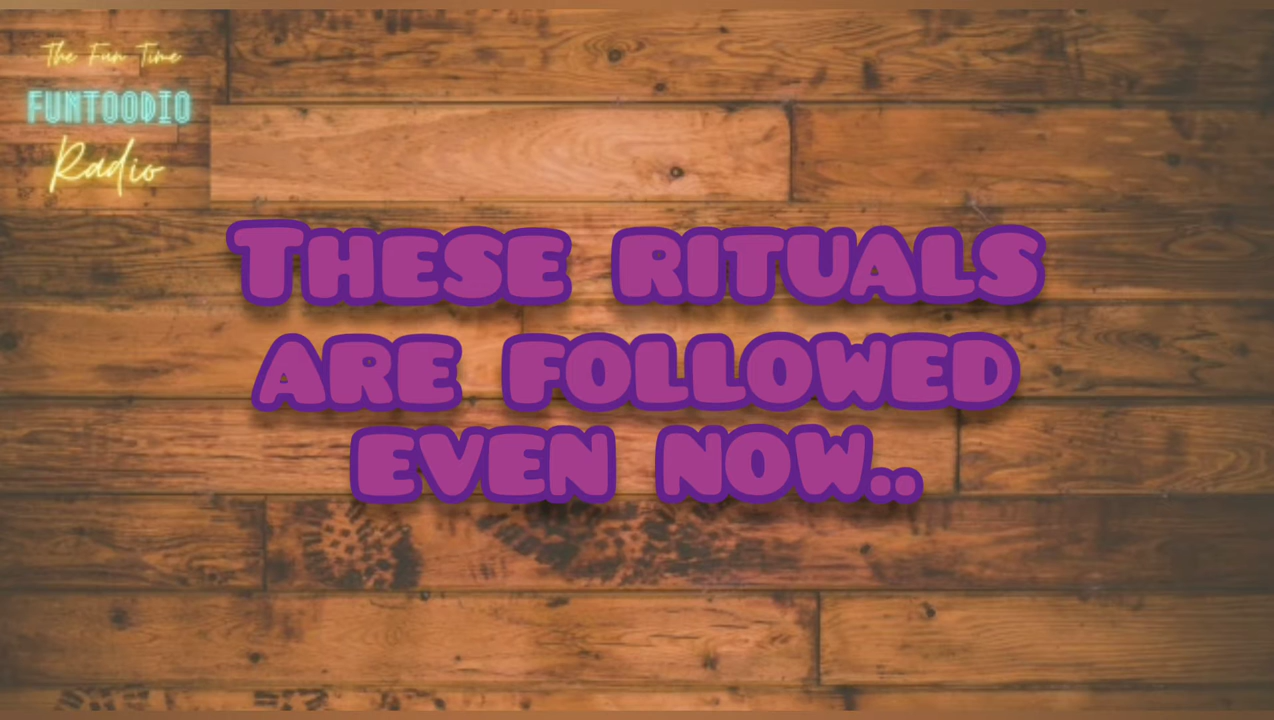 The Fun Time
FUNTOODIO
Radio
THESE RITUALS
ARE FOLLOWED
EVEN NOW..